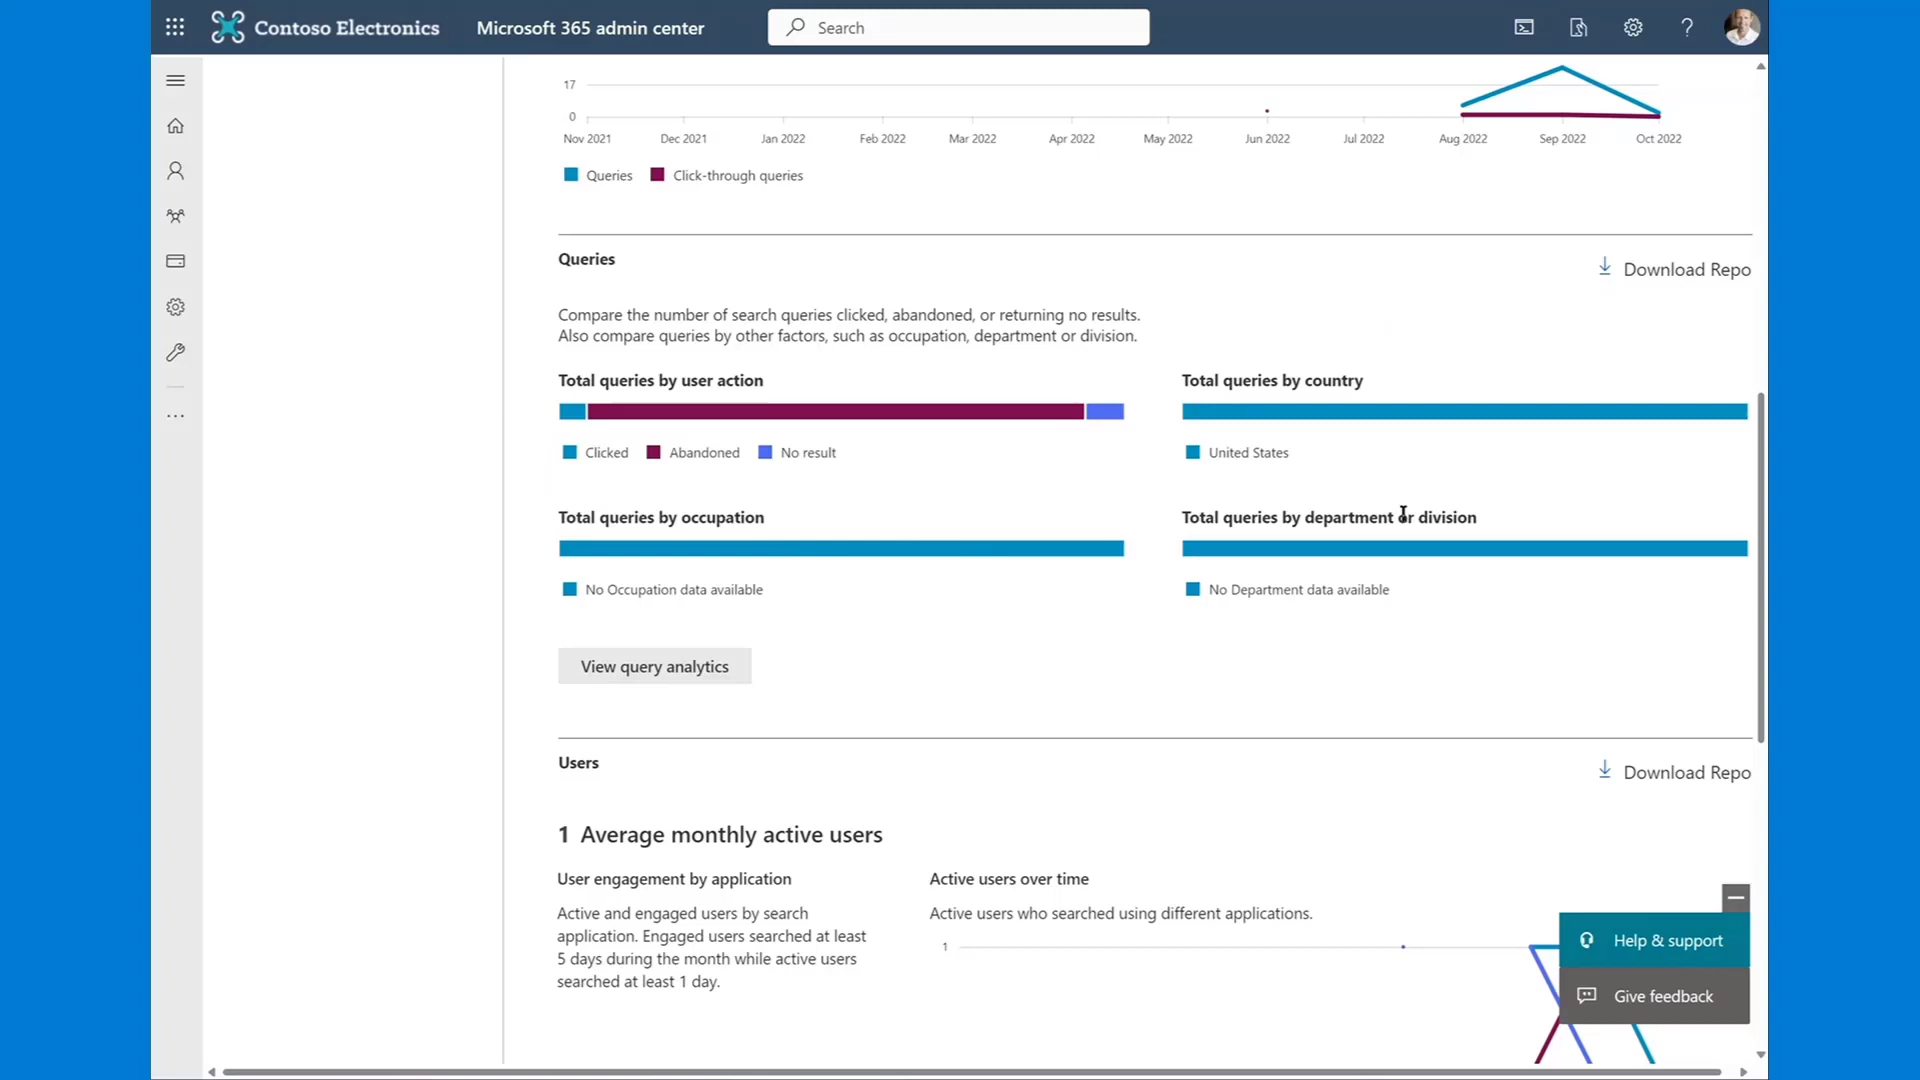 Contoso Electronics
Microsoft 365 admin center
Search
17
0
Nov 2021 Dec 2021 Jan 2022 Feb 2022 Mar 2022 Apr 2022 May 2022 Jun 2022 Jul 2022 Aug 2022 Sep 2022 Oct 2022
Queries Click-through queries
Queries
Download Repo
Compare the number of search queries clicked, abandoned, or returning no results.
Also compare queries by other factors, such as occupation, department or division.
Total queries by user action
Clicked Abandoned No result
Total queries by country
United States
Total queries by occupation
No Occupation data available
Total queries by department or division
No Department data available
View query analytics
Users
Download Repo
1 Average monthly active users
User engagement by application
Active and engaged users by search
application. Engaged users searched at least
5 days during the month while active users
searched at least 1 day.
Active users over time
Active users who searched using different applications.
1
Help & support
Give feedback